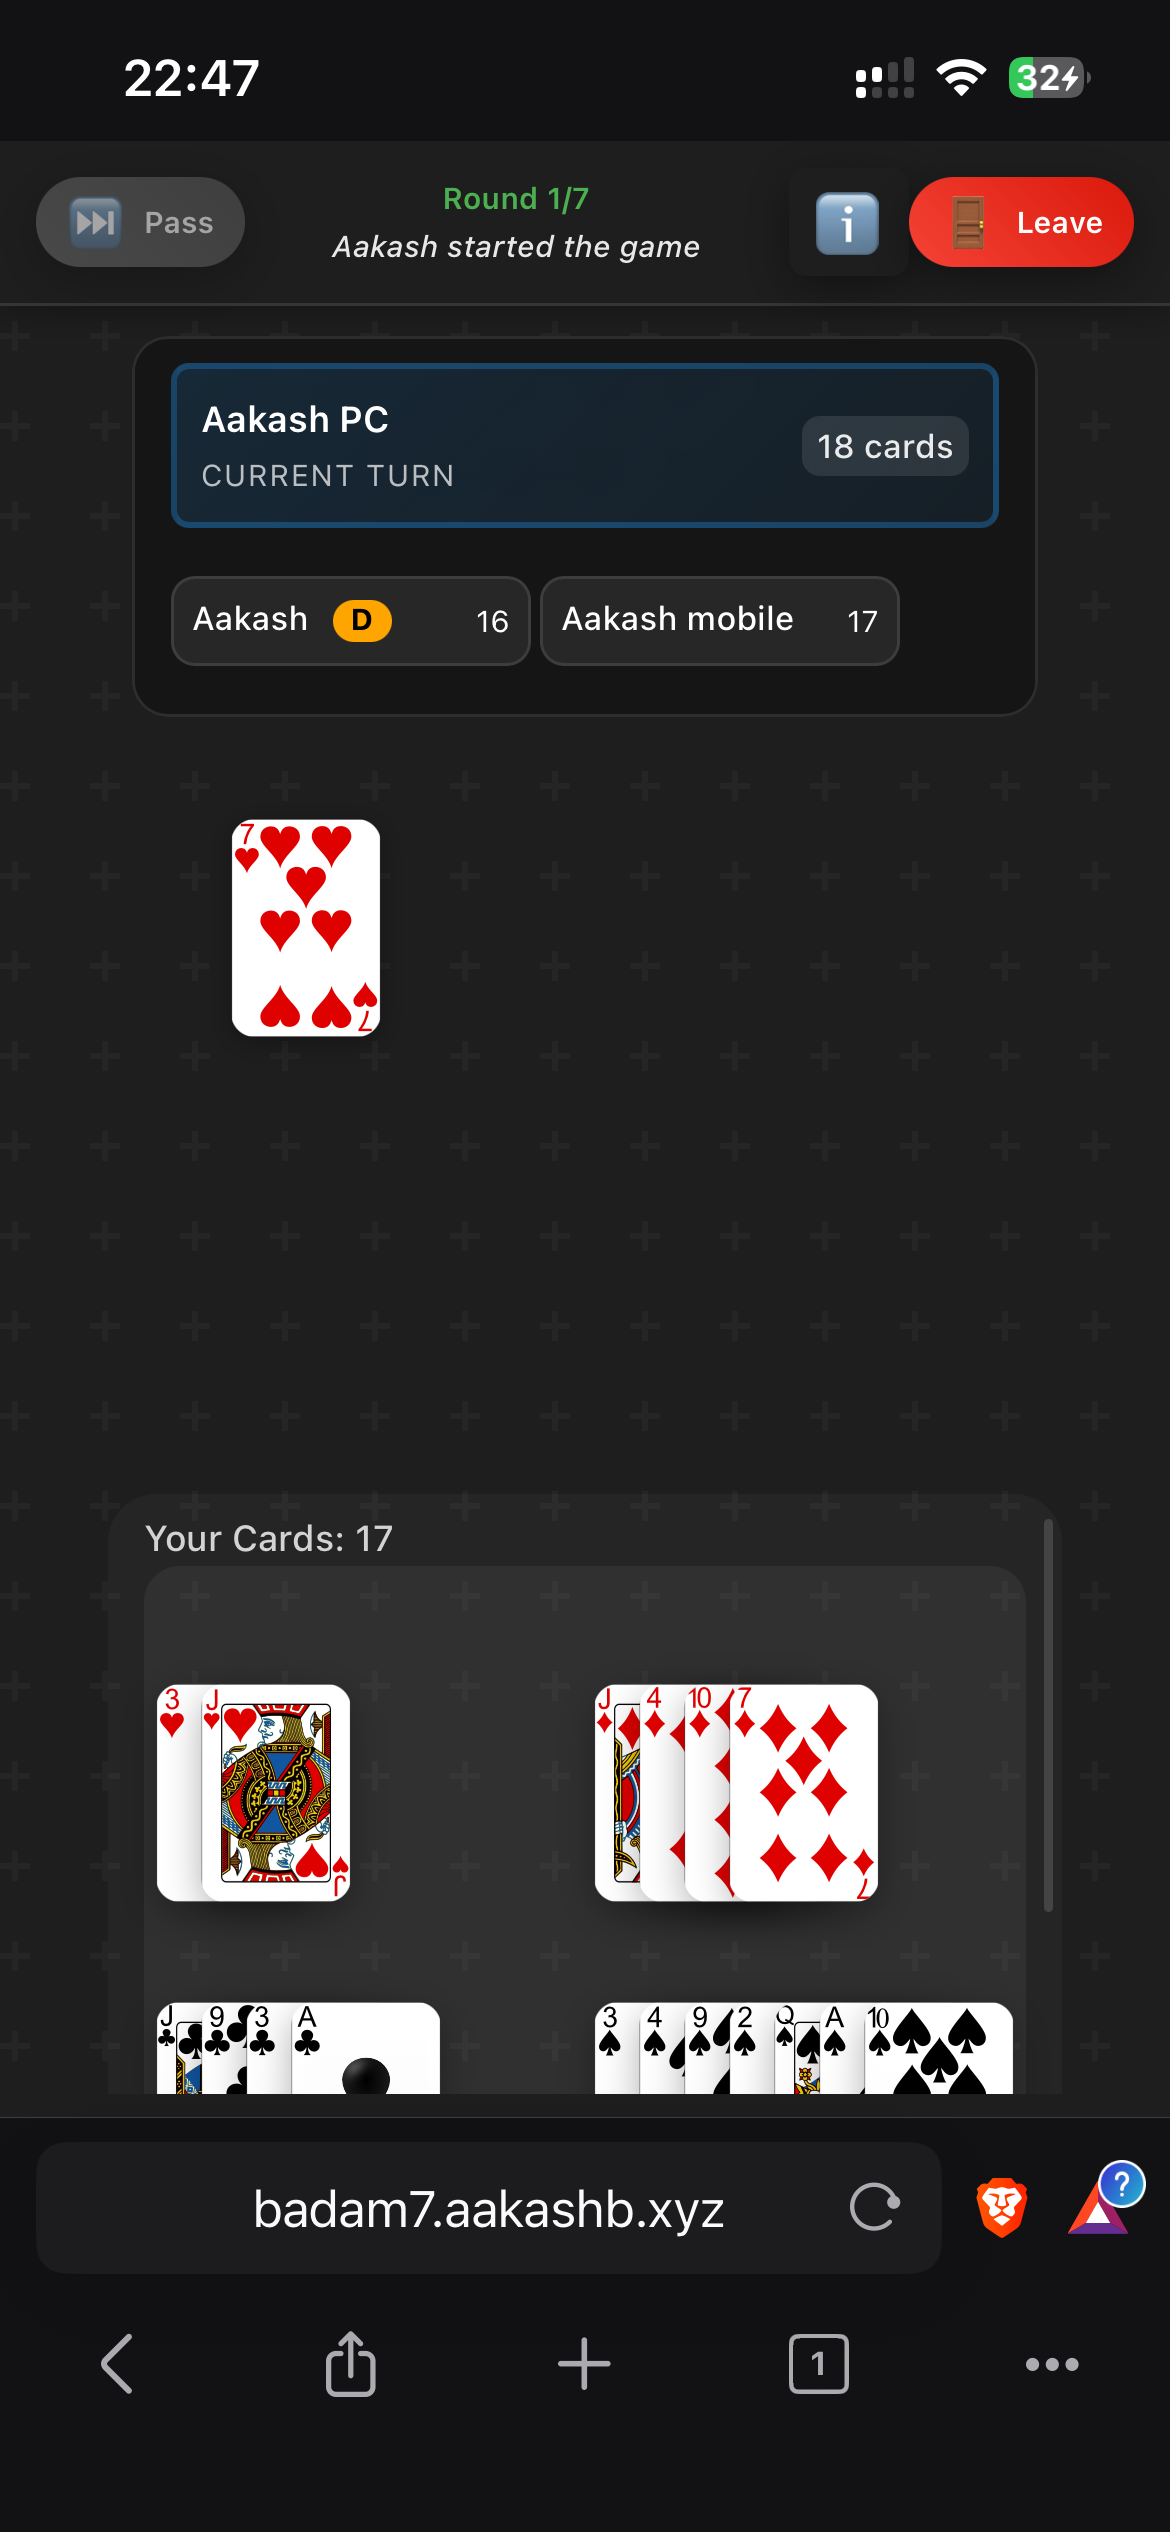 22:47
32
Pass
Round 1/7
Aakash started the game
Leave
Aakash PC
CURRENT TURN
18 cards
Aakash D 16
Aakash mobile 17
7
7
Your Cards: 17
3 J
J
J 4 10 7
7
J 9 3 A
3 4 9 2 Q A 10
badam7.aakashb.xyz
?
1